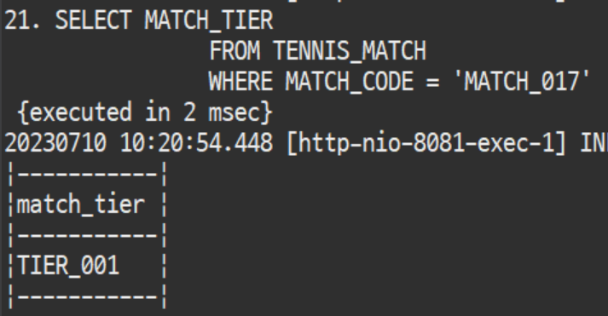 21. SELECT MATCH_TIER
FROM TENNIS_MATCH
WHERE MATCH_CODE = 'MATCH_017'
{executed in 2 msec}
20230710 10:20:54.448 [http-nio-8081-exec-1] IN
|-----------|
|match_tier |
|-----------|
|TIER_001   |
|-----------|